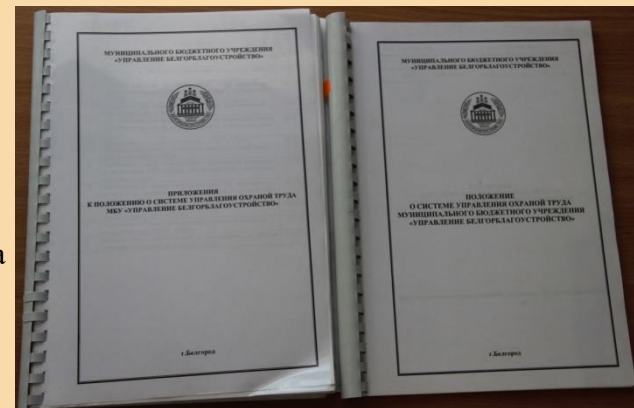 а
МУНИЦИПАЛЬНОГО БЮДЖЕТНОГО УЧРЕЖДЕНИЯ
«УПРАВЛЕНИЕ БЕЛГОРБЛАГОУСТРОЙСТВО»
ПРИЛОЖЕНИЯ
К ПОЛОЖЕНИЮ О СИСТЕМЕ УПРАВЛЕНИЯ ОХРАНОЙ ТРУДА
МБУ «УПРАВЛЕНИЕ БЕЛГОРБЛАГОУСТРОЙСТВО»
г.Белгород
МУНИЦИПАЛЬНОГО БЮДЖЕТНОГО УЧРЕЖДЕНИЯ
«УПРАВЛЕНИЕ БЕЛГОРБЛАГОУСТРОЙСТВО»
ПОЛОЖЕНИЕ
О СИСТЕМЕ УПРАВЛЕНИЯ ОХРАНОЙ ТРУДА
МУНИЦИПАЛЬНОГО БЮДЖЕТНОГО УЧРЕЖДЕНИЯ
«УПРАВЛЕНИЕ БЕЛГОРБЛАГОУСТРОЙСТВО»
г.Белгород